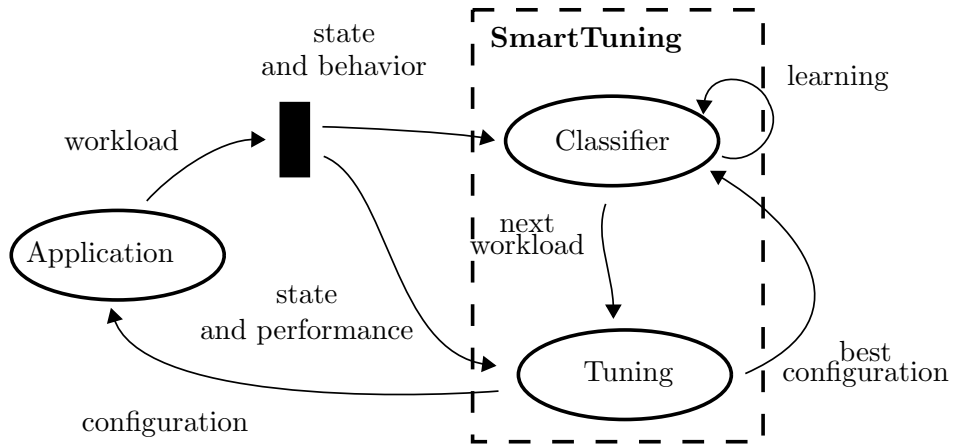 state
and behavior
SmartTuning
learning
workload
Classifier
next
workload
Application
state
and performance
best
configuration
Tuning
configuration